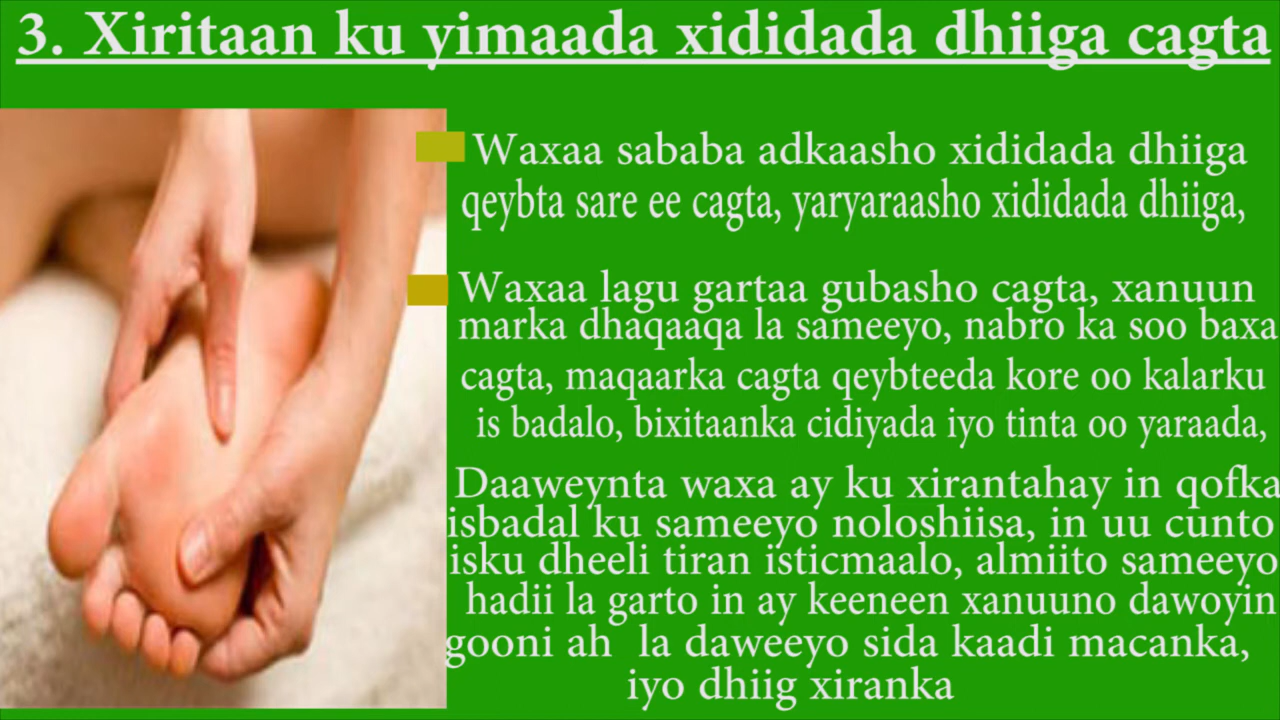 3. Xiritaan ku yimaada xididada dhiiga cagta
Waxaa sababa adkaasho xididada dhiiga
qeybta sare ee cagta, yaryaraasho xididada dhiiga,
Waxaa lagu gartaa gubasho cagta, xanuun
marka dhaqaaqa la sameeyo, nabro ka soo baxa
cagta, maqaarka cagta qeybteeda kore oo kalarku
is badalo, bixitaanka cidiyada iyo tinta oo yaraada,
Daaweynta waxa ay ku xirantahay in qofka
isbadal ku sameeyo noloshiisa, in uu cunto
isku dheeli tiran isticmaalo, almiito sameeyo
hadii la garto in ay keeneen xanuuno dawoyin
gooni ah la daweeyo sida kaadi macanka,
iyo dhiig xiranka